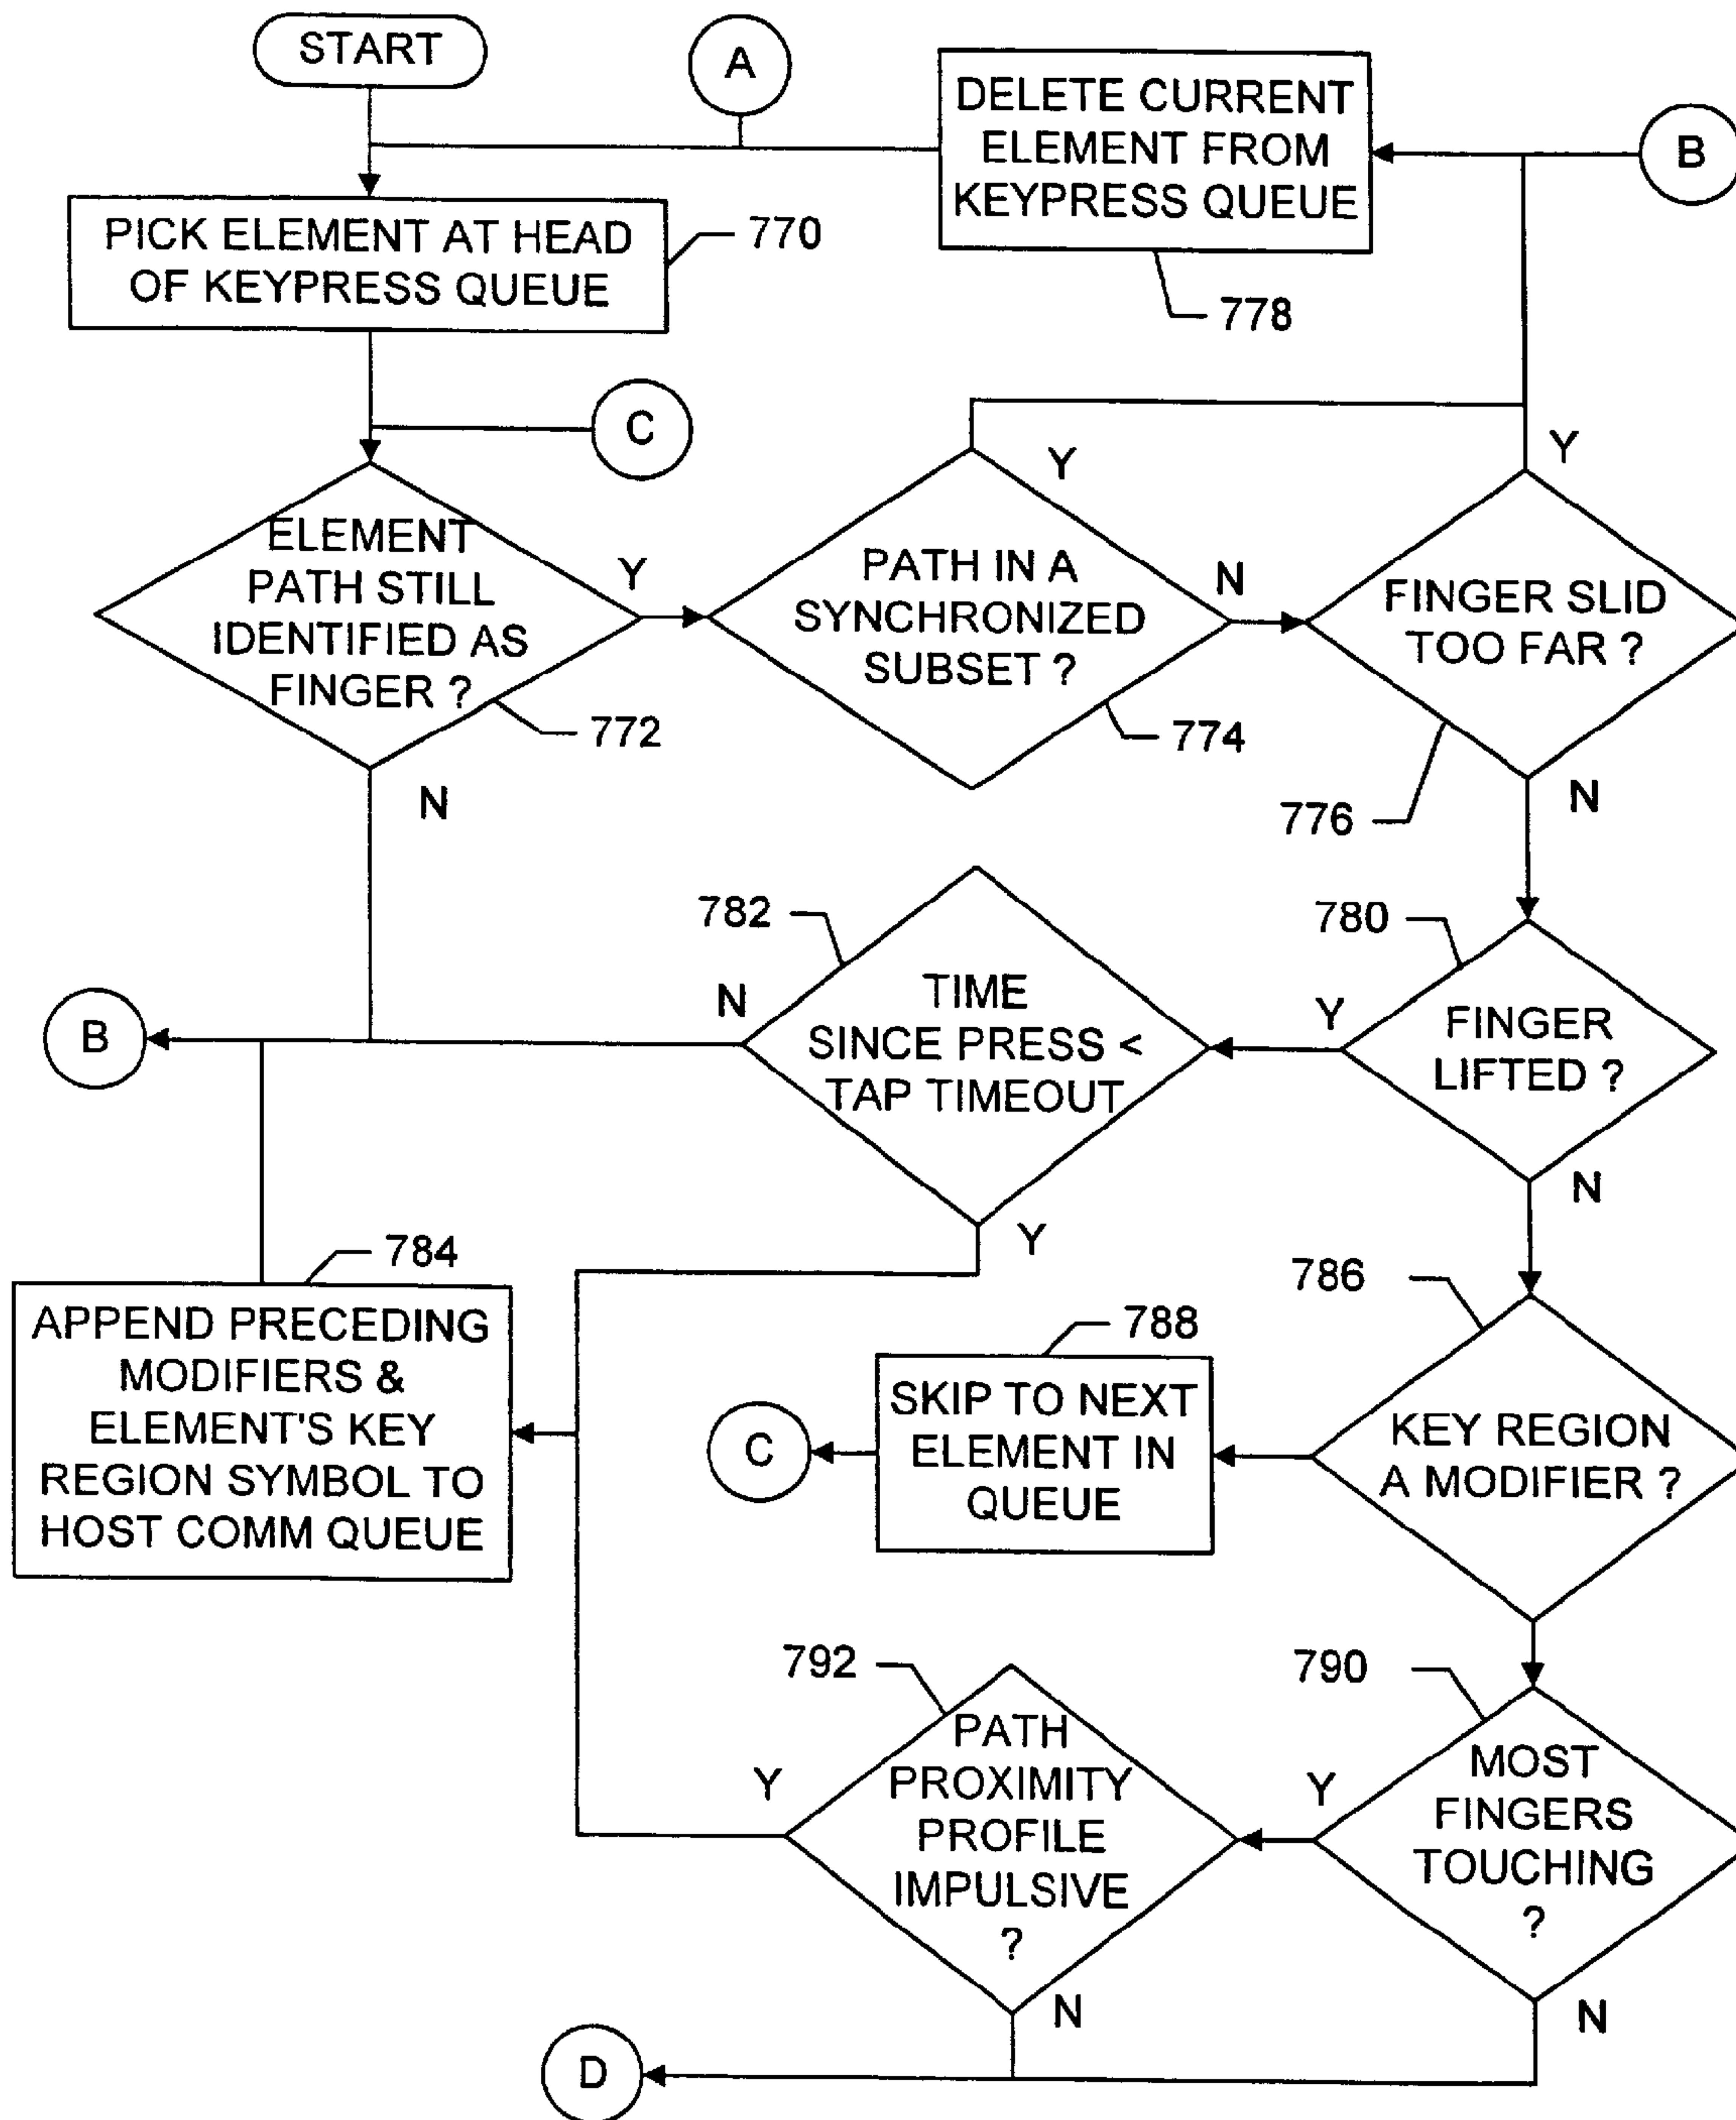 START
A
DELETE CURRENT
ELEMENT FROM
KEYPRESS QUEUE
B
PICK ELEMENT AT HEAD
OF KEYPRESS QUEUE
770
778
C
Y
Y
ELEMENT
PATH STILL
IDENTIFIED AS
FINGER ?
Y
PATH IN A
SYNCHRONIZED
SUBSET ?
N
FINGER SLID
TOO FAR ?
772
774
776
N
N
782
780
TIME
SINCE PRESS <
TAP TIMEOUT
N
Y
FINGER
LIFTED ?
B
N
Y
784
786
788
APPEND PRECEDING
MODIFIERS &
ELEMENT'S KEY
REGION SYMBOL TO
HOST COMM QUEUE
C
SKIP TO NEXT
ELEMENT IN
QUEUE
KEY REGION
A MODIFIER ?
792
790
PATH
PROXIMITY
PROFILE
IMPULSIVE
?
Y
Y
MOST
FINGERS
TOUCHING
?
N
N
D